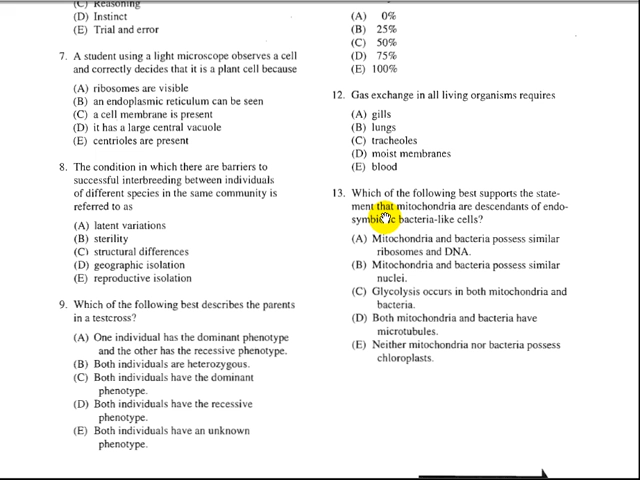 (C) Reasoning
(D) Instinct
(E) Trial and error
7. A student using a light microscope observes a cell
and correctly decides that it is a plant cell because
(A) ribosomes are visible
(B) an endoplasmic reticulum can be seen
(C) a cell membrane is present
(D) it has a large central vacuole
(E) centrioles are present
8. The condition in which there are barriers to
successful interbreeding between individuals
of different species in the same community is
referred to as
(A) latent variations
(B) sterility
(C) structural differences
(D) geographic isolation
(E) reproductive isolation
9. Which of the following best describes the parents
in a testcross?
(A) One individual has the dominant phenotype
and the other has the recessive phenotype.
(B) Both individuals are heterozygous.
(C) Both individuals have the dominant
phenotype.
(D) Both individuals have the recessive
phenotype.
(E) Both individuals have an unknown
phenotype.
(A) 0%
(B) 25%
(C) 50%
(D) 75%
(E) 100%
12. Gas exchange in all living organisms requires
(A) gills
(B) lungs
(C) tracheoles
(D) moist membranes
(E) blood
13. Which of the following best supports the state-
ment that mitochondria are descendants of endo-
symbiotic bacteria-like cells?
(A) Mitochondria and bacteria possess similar
ribosomes and DNA.
(B) Mitochondria and bacteria possess similar
nuclei.
(C) Glycolysis occurs in both mitochondria and
bacteria.
(D) Both mitochondria and bacteria have
microtubules.
(E) Neither mitochondria nor bacteria possess
chloroplasts.